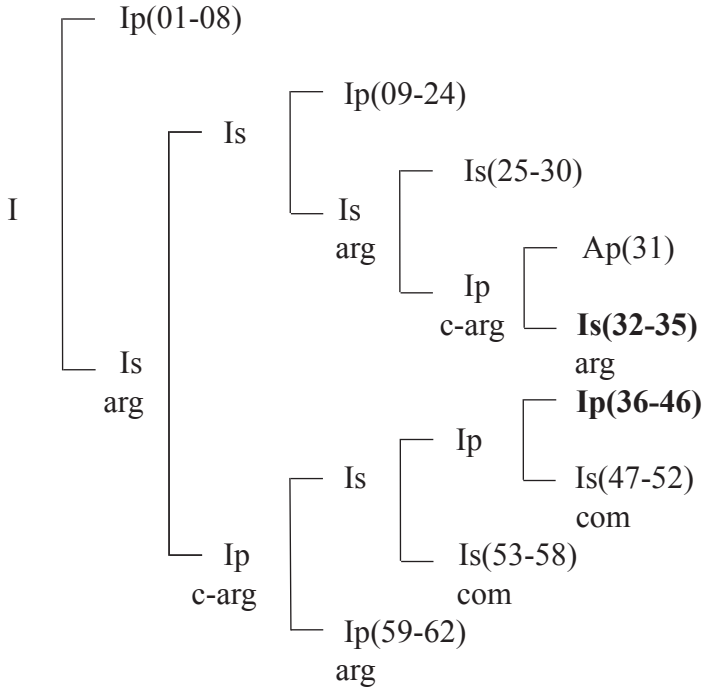 Ip(01-08)
Ip(09-24)
Is
Is(25-30)
I
Is
arg
Ap(31)
Ip
c-arg
Is(32-35)
arg
Is
arg
Ip(36-46)
Ip
Is
Is(47-52)
com
Ip
c-arg
Is(53-58)
com
Ip(59-62)
arg